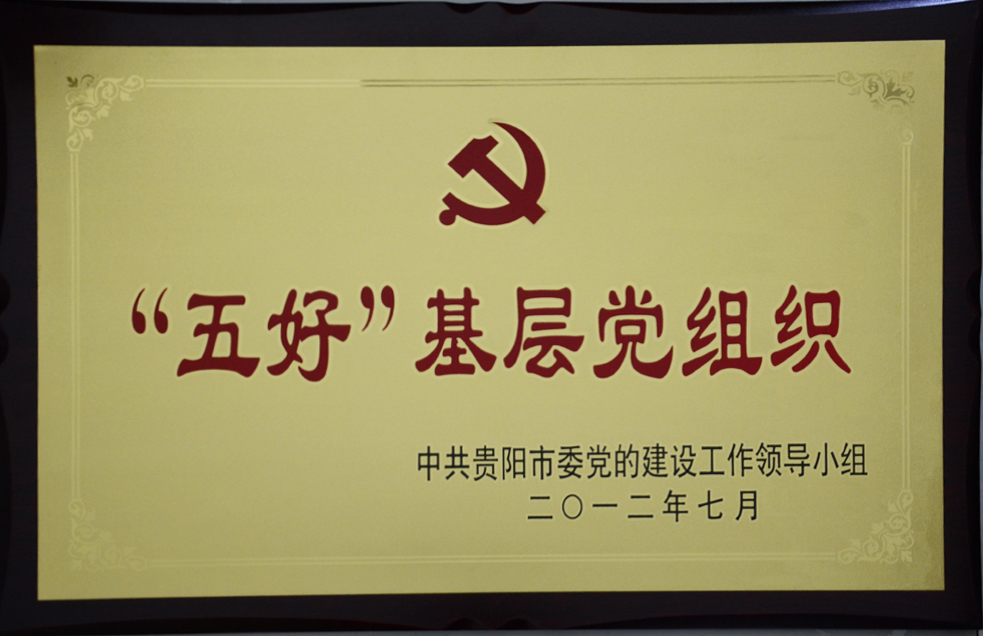 “五好”基层党组织
中共贵阳市委党的建设工作领导小组
二〇一二年七月